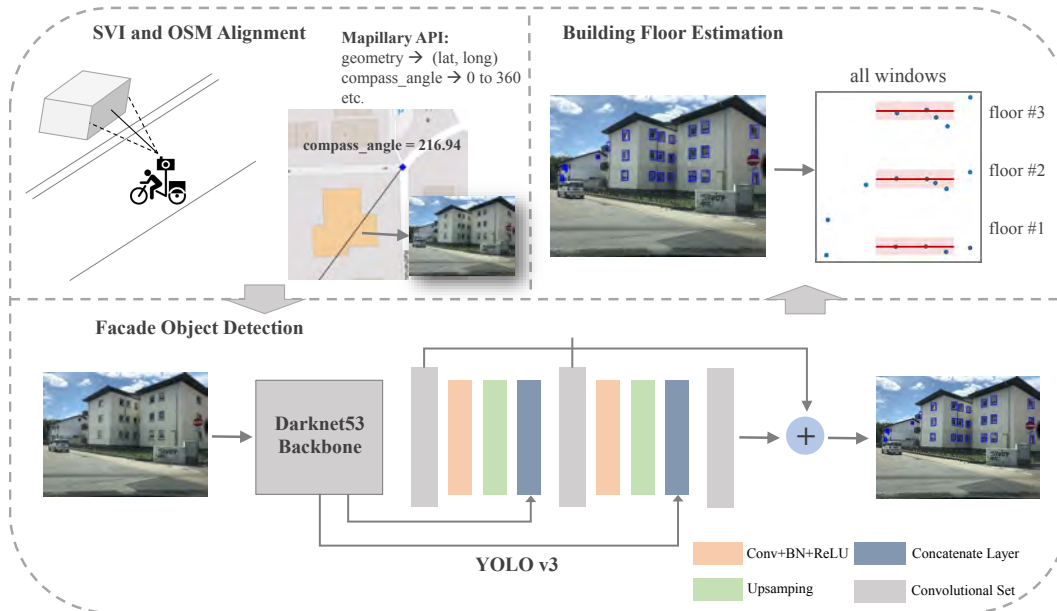 SVI and OSM Alignment
Mapillary API:
geometry → (lat, long)
compass_angle → 0 to 360
etc.
compass_angle = 216.94
Building Floor Estimation
all windows
floor #3
floor #2
floor #1
Facade Object Detection
Darknet53
Backbone
+
YOLO v3
Conv+BN+ReLU
Concatenate Layer
Upsamping
Convolutional Set